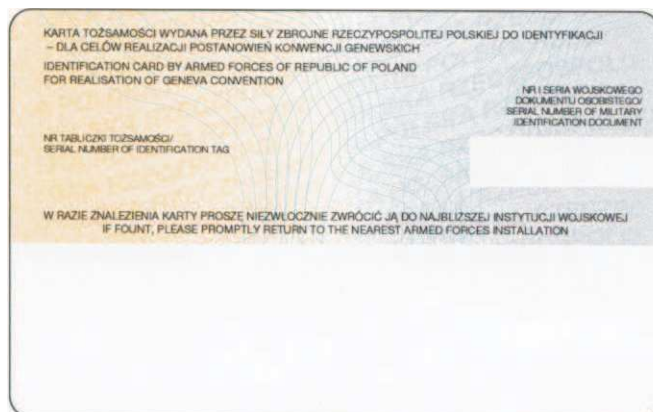 KARTA TOŻSAMOŚCI WYDANA PRZEZ SIŁY ZBROJNE RZECZYPOSPOLITEJ POLSKIEJ DO IDENTYFIKACJI
– DLA CELÓW REALIZACJI POSTANOWIEŃ KONWENCJI GENEWSKICH
IDENTIFICATION CARD BY ARMED FORCES OF REPUBLIC OF POLAND
FOR REALISATION OF GENEVA CONVENTION
NR I SERIA WOJSKOWEGO
DOKUMENTU OSOBISTEGO/
SERIAL NUMBER OF MILITARY
IDENTIFICATION DOCUMENT
NR TABLICZKI TOŻSAMOŚCI/
SERIAL NUMBER OF IDENTIFICATION TAG
W RAZIE ZNALEZIENIA KARTY PROSZĘ NIEZWŁOCZNIE ZWRÓCIĆ JĄ DO NAJBLIŻSZEJ INSTYTUCJI WOJSKOWEJ
IF FOUNT, PLEASE PROMPTLY RETURN TO THE NEAREST ARMED FORCES INSTALLATION